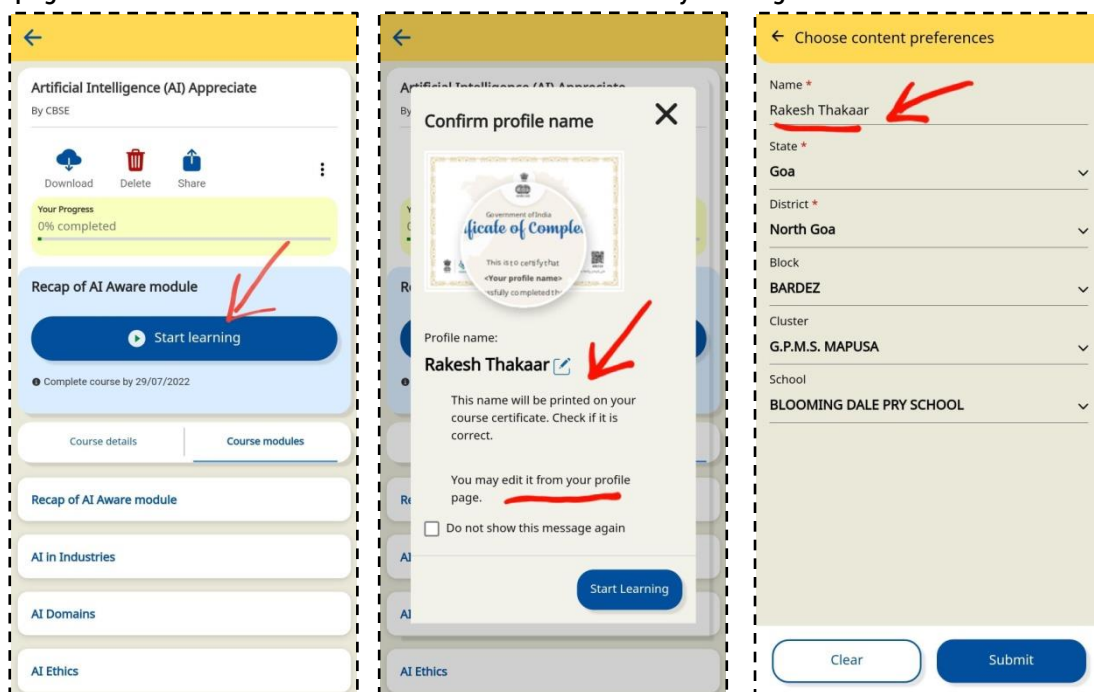 Artificial Intelligence (AI) Appreciate
By CBSE
Download Delete Share
Your Progress
0% completed
Recap of AI Aware module
Start learning
Complete course by 29/07/2022
Course details Course modules
Recap of AI Aware module
AI in Industries
AI Domains
AI Ethics
Confirm profile name
Government of India
ificate of Comple
This is to certify that
<Your profile name>
ssfully completed th
Profile name:
Rakesh Thakaar
This name will be printed on your
course certificate. Check if it is
correct.
You may edit it from your profile
page.
Do not show this message again
Start Learning
AI Ethics
Choose content preferences
Name *
Rakesh Thakaar
State *
Goa
District *
North Goa
Block
BARDEZ
Cluster
G.P.M.S. MAPUSA
School
BLOOMING DALE PRY SCHOOL
Clear Submit